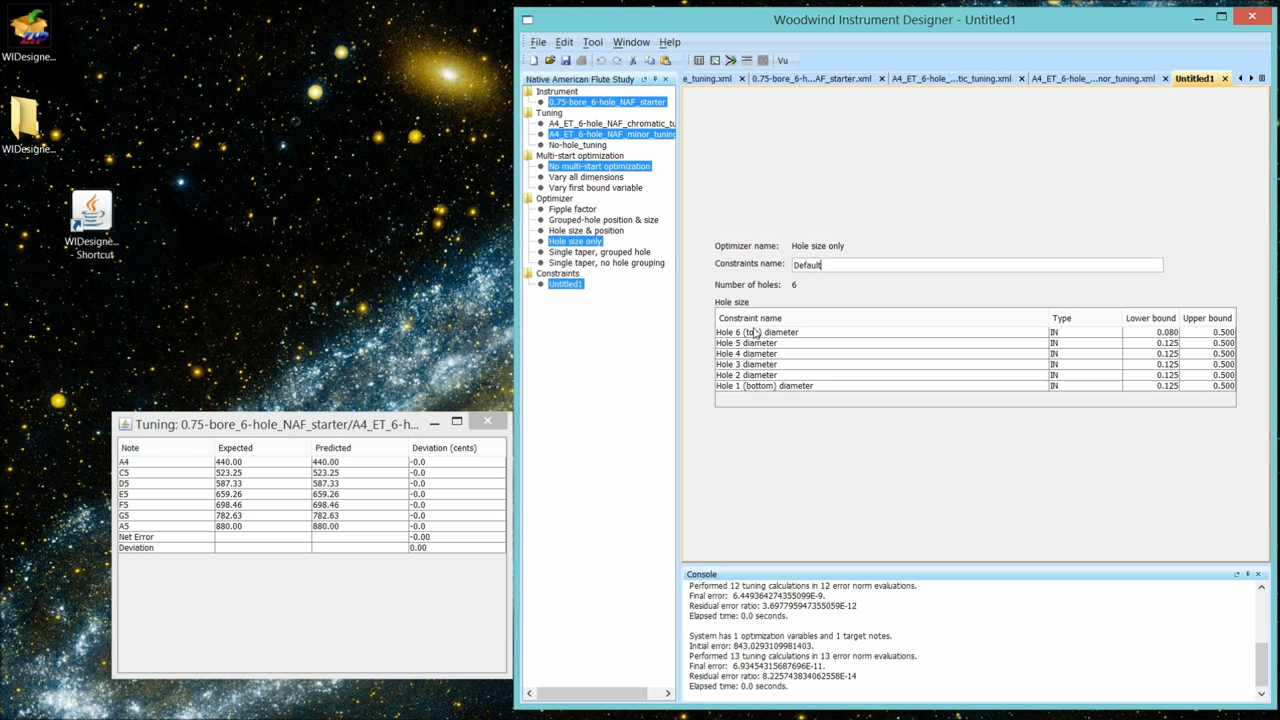 ZIP
WIDesigne...
WIDesigne...
WIDesigne...
- Shortcut
Woodwind Instrument Designer - Untitled1
File Edit Tool Window Help
Vu
Native American Flute Study
Instrument
0.75-bore_6-hole_NAF_starter
Tuning
A4_ET_6-hole_NAF_chromatic_tu
A4_ET_6-hole_NAF_minor_tuning
No-hole_tuning
Multi-start optimization
No multi-start optimization
Vary all dimensions
Vary first bound variable
Optimizer
Fipple factor
Grouped-hole position & size
Hole size & position
Hole size only
Single taper, grouped hole
Single taper, no hole grouping
Constraints
Untitled1
e_tuning.xml 0.75-bore_6-h...AF_starter.xml A4_ET_6-hole_...tic_tuning.xml A4_ET_6-hole_...nor_tuning.xml Untitled1
Optimizer name: Hole size only
Constraints name: Default
Number of holes: 6
Hole size
Constraint name Type Lower bound Upper bound
Hole 6 (top) diameter IN 0.080 0.500
Hole 5 diameter IN 0.125 0.500
Hole 4 diameter IN 0.125 0.500
Hole 3 diameter IN 0.125 0.500
Hole 2 diameter IN 0.125 0.500
Hole 1 (bottom) diameter IN 0.125 0.500
Tuning: 0.75-bore_6-hole_NAF_starter/A4_ET_6-h...
Note Expected Predicted Deviation (cents)
A4 440.00 440.00 -0.0
C5 523.25 523.25 -0.0
D5 587.33 587.33 -0.0
E5 659.26 659.26 -0.0
F5 698.46 698.46 -0.0
G5 782.63 782.63 -0.0
A5 880.00 880.00 -0.0
Net Error -0.00
Deviation 0.00
Console
Performed 12 tuning calculations in 12 error norm evaluations.
Final error: 6.449364274355099E-9.
Residual error ratio: 3.697795947355059E-12
Elapsed time: 0.0 seconds.
System has 1 optimization variables and 1 target notes.
Initial error: 843.0293109981403.
Performed 13 tuning calculations in 13 error norm evaluations.
Final error: 6.93454315687696E-11.
Residual error ratio: 8.225743834062558E-14
Elapsed time: 0.0 seconds.